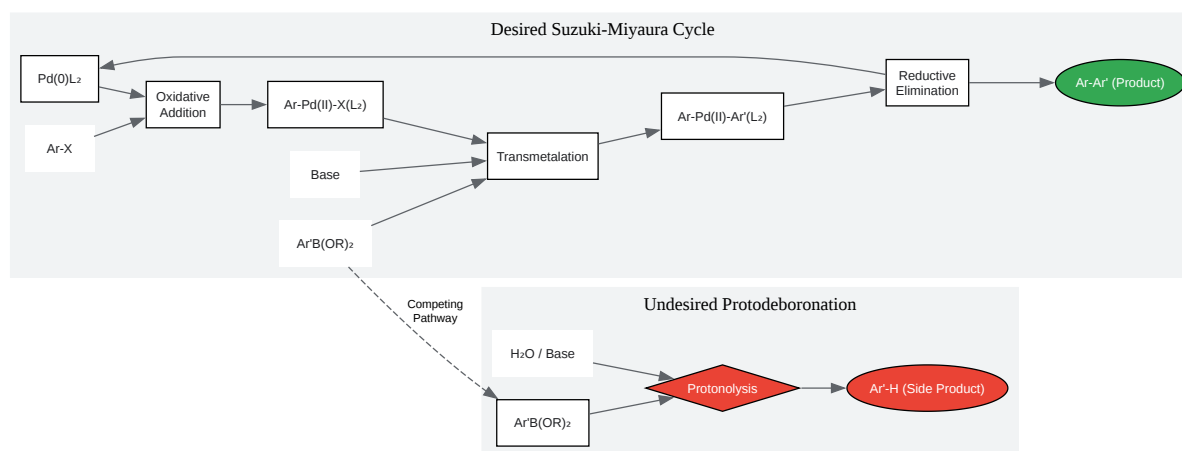 Desired Suzuki-Miyaura Cycle
Pd(0)L₂
Ar-X
Oxidative
Addition
Ar-Pd(II)-X(L₂)
Base
Ar'B(OR)₂
Transmetalation
Ar-Pd(II)-Ar'(L₂)
Reductive
Elimination
Ar-Ar' (Product)
Competing
Pathway
Undesired Protodeboronation
H₂O / Base
Ar'B(OR)₂
Protonolysis
Ar'-H (Side Product)